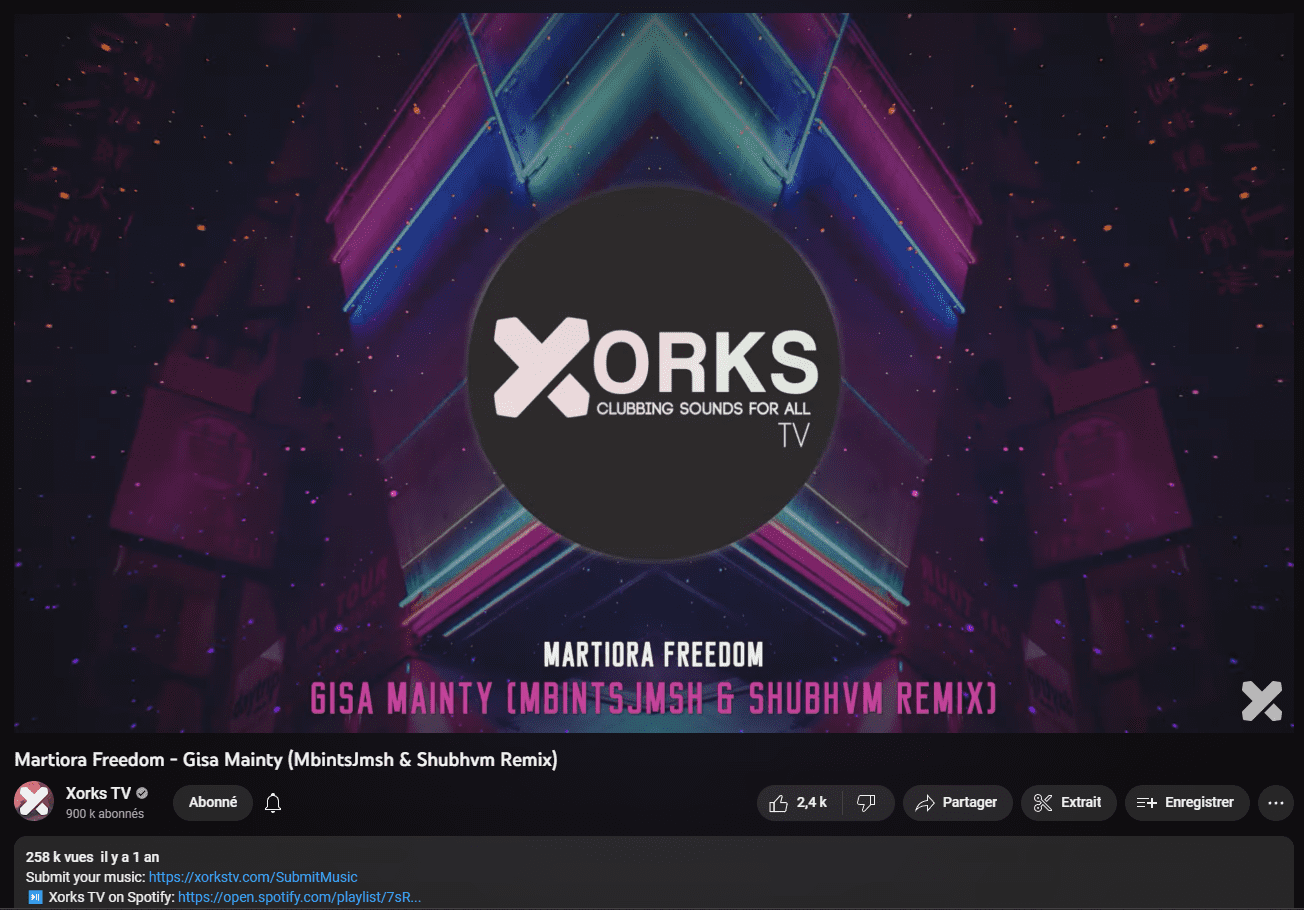 XORKS
CLUBBING SOUNDS FOR ALL
TV
MARTIORA FREEDOM
GISA MAINTY (MBINTSJMSH & SHUBHVM REMIX)
Martiora Freedom - Gisa Mainty (MbintsJmsh & Shubhvm Remix)
Xorks TV
900 k abonnés
Abonné
2,4 k
Partager
Extrait
Enregistrer
258 k vues il y a 1 an
Submit your music: https://xorkstv.com/SubmitMusic
Xorks TV on Spotify: https://open.spotify.com/playlist/7sR...